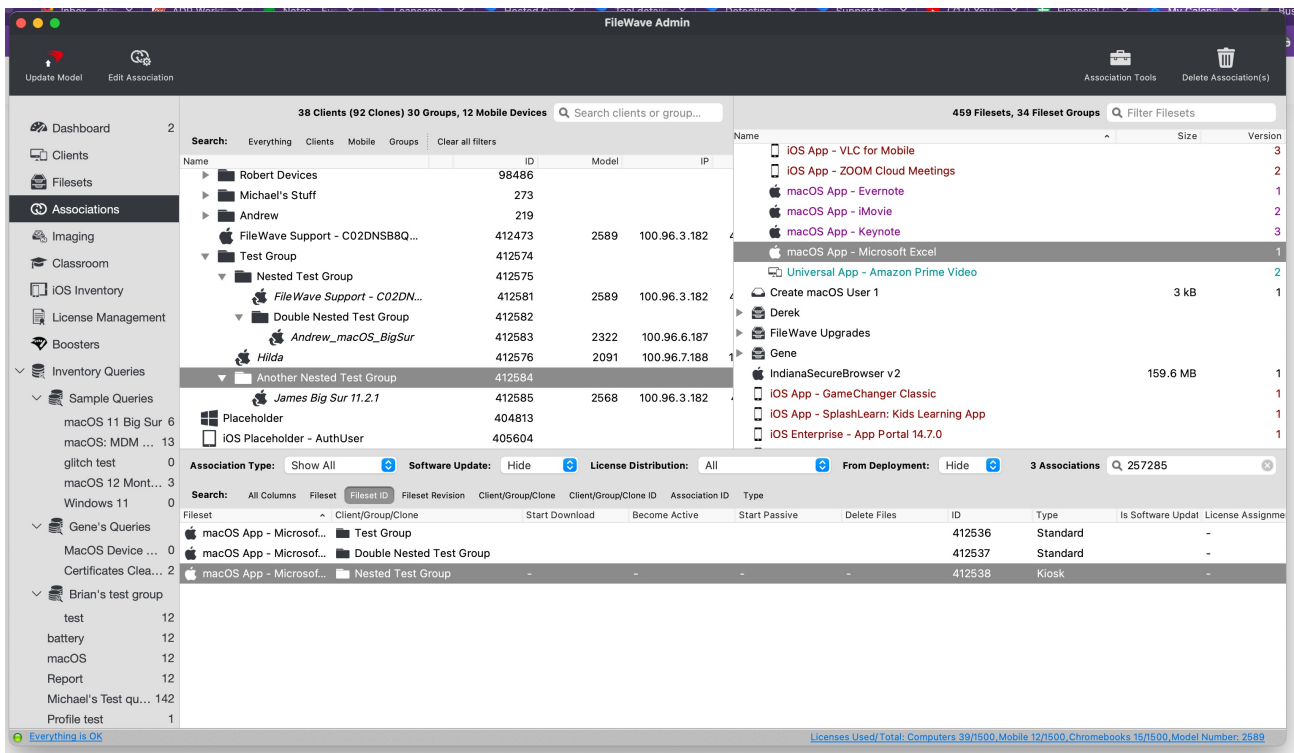 FileWave Admin
Update Model Edit Association Association Tools Delete Association(s)
38 Clients (92 Clones) 30 Groups, 12 Mobile Devices Search clients or group...
459 Filesets, 34 Fileset Groups Filter Filesets
Dashboard 2
Clients
Filesets
Associations
Imaging
Classroom
iOS Inventory
License Management
Boosters
Inventory Queries
Sample Queries
macOS 11 Big Sur 6
macOS: MDM ... 13
glitch test 0
macOS 12 Mont... 3
Windows 11 0
Gene's Queries
MacOS Device ... 0
Certificates Clea... 2
Brian's test group
test 12
battery 12
macOS 12
Report 12
Michael's Test qu... 142
Profile test 1
Search: Everything Clients Mobile Groups Clear all filters
Name ID Model IP
Robert Devices 98486
Michael's Stuff 273
Andrew 219
FileWave Support - C02DNSB8Q... 412473 2589 100.96.3.182
Test Group 412574
Nested Test Group 412575
FileWave Support - C02DN... 412581 2589 100.96.3.182
Double Nested Test Group 412582
Andrew_macOS_BigSur 412583 2322 100.96.6.187
Hilda 412576 2091 100.96.7.188
Another Nested Test Group 412584
James Big Sur 11.2.1 412585 2568 100.96.3.182
Placeholder 404813
iOS Placeholder - AuthUser 405604
Name Size Version
iOS App - VLC for Mobile 3
iOS App - ZOOM Cloud Meetings 2
macOS App - Evernote 1
macOS App - iMovie 2
macOS App - Keynote 3
macOS App - Microsoft Excel 1
Universal App - Amazon Prime Video 2
Create macOS User 1 3 kB 1
Derek
FileWave Upgrades
Gene
IndianaSecureBrowser v2 159.6 MB 1
iOS App - GameChanger Classic 1
iOS App - SplashLearn: Kids Learning App 1
iOS Enterprise - App Portal 14.7.0 1
Association Type: Show All Software Update: Hide License Distribution: All From Deployment: Hide 3 Associations 257285
Search: All Columns Fileset Fileset ID Fileset Revision Client/Group/Clone Client/Group/Clone ID Association ID Type
Fileset Client/Group/Clone Start Download Become Active Start Passive Delete Files ID Type Is Software Updat License Assignme
macOS App - Microsof... Test Group 412536 Standard -
macOS App - Microsof... Double Nested Test Group 412537 Standard -
macOS App - Microsof... Nested Test Group - - - - 412538 Kiosk -
Everything is OK
Licenses Used/Total: Computers 39/1500,Mobile 12/1500,Chromebooks 15/1500,Model Number: 2589